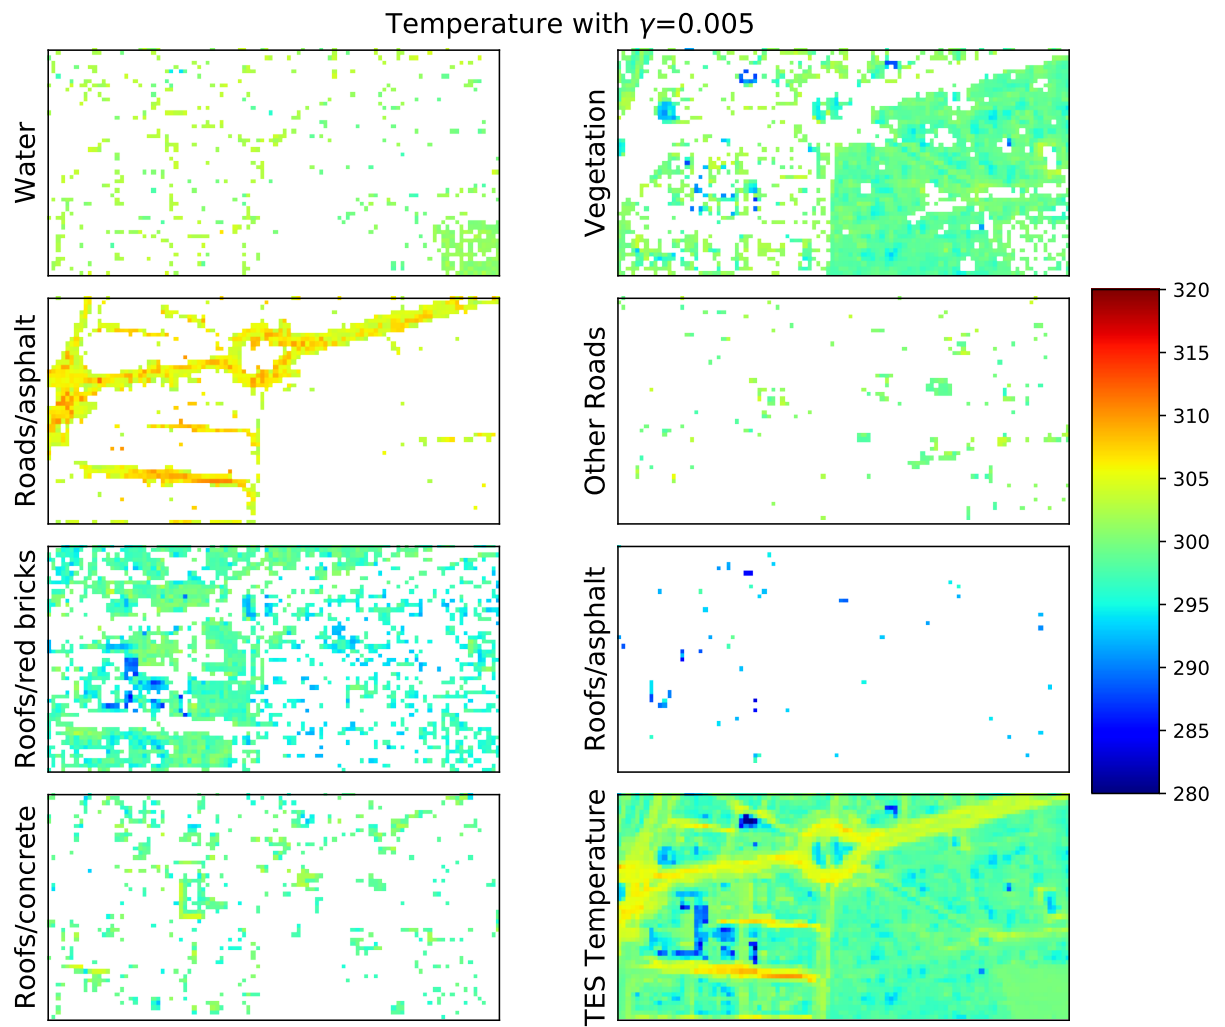 Temperature with γ=0.005
Water
Vegetation
Roads/asphalt
Other Roads
Roofs/red bricks
Roofs/asphalt
Roofs/concrete
TES Temperature
320
315
310
305
300
295
290
285
280